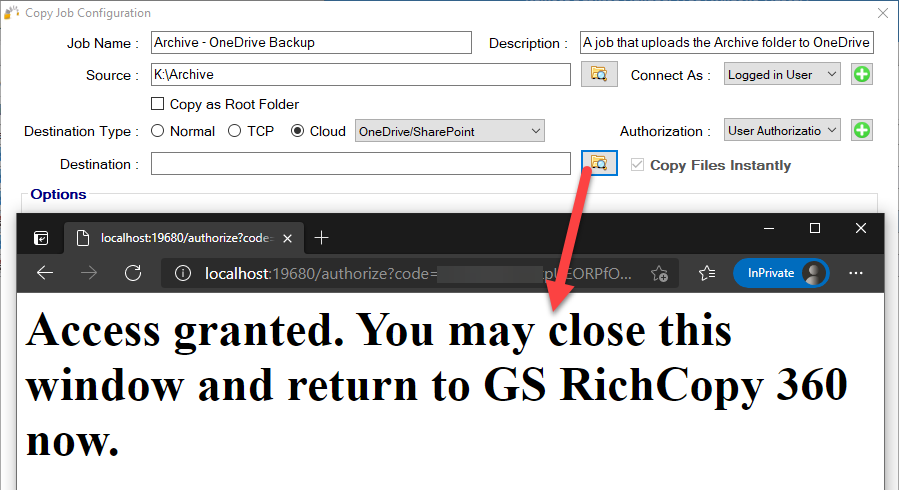 Copy Job Configuration
Job Name : Archive - OneDrive Backup Description : A job that uploads the Archive folder to OneDrive
Source : K:\Archive Connect As : Logged in User
Copy as Root Folder
Destination Type : Normal TCP Cloud OneDrive/SharePoint Authorization : User Authorizatio
Destination : Copy Files Instantly
Options
localhost:19680/authorize?code=
localhost:19680/authorize?code= InPrivate
Access granted. You may close this
window and return to GS RichCopy 360
now.